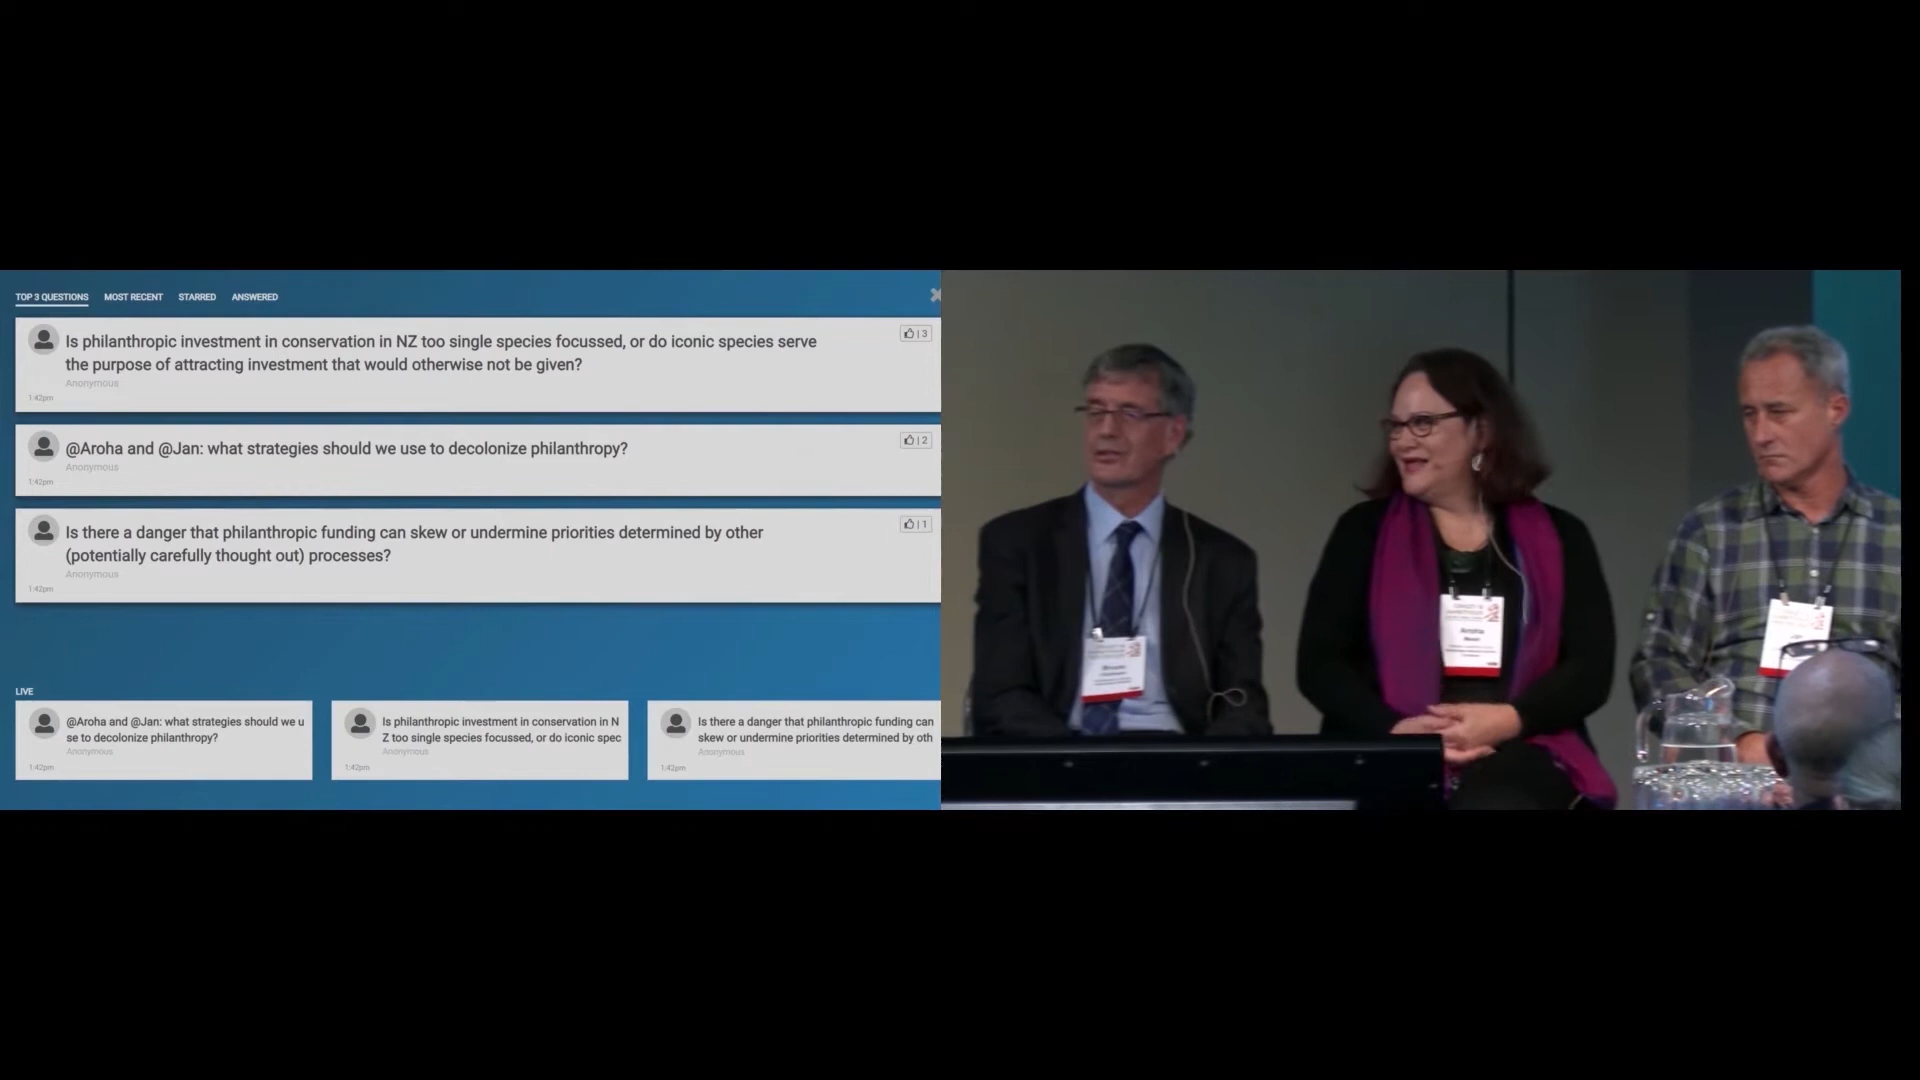 TOP 3 QUESTIONS MOST RECENT STARRED ANSWERED
Is philanthropic investment in conservation in NZ too single species focussed, or do iconic species serve
3
the purpose of attracting investment that would otherwise not be given?
Anonymous
1:42pm
@Aroha and @Jan: what strategies should we use to decolonize philanthropy?
2
Anonymous
1:42pm
Is there a danger that philanthropic funding can skew or undermine priorities determined by other
1
(potentially carefully thought out) processes?
Anonymous
1:42pm
LIVE
@Aroha and @Jan: what strategies should we u
se to decolonize philanthropy?
Anonymous
1:42pm
Is philanthropic investment in conservation in N
Z too single species focussed, or do iconic spec
Anonymous
1:42pm
Is there a danger that philanthropic funding can
skew or undermine priorities determined by oth
Anonymous
1:42pm
Aroha